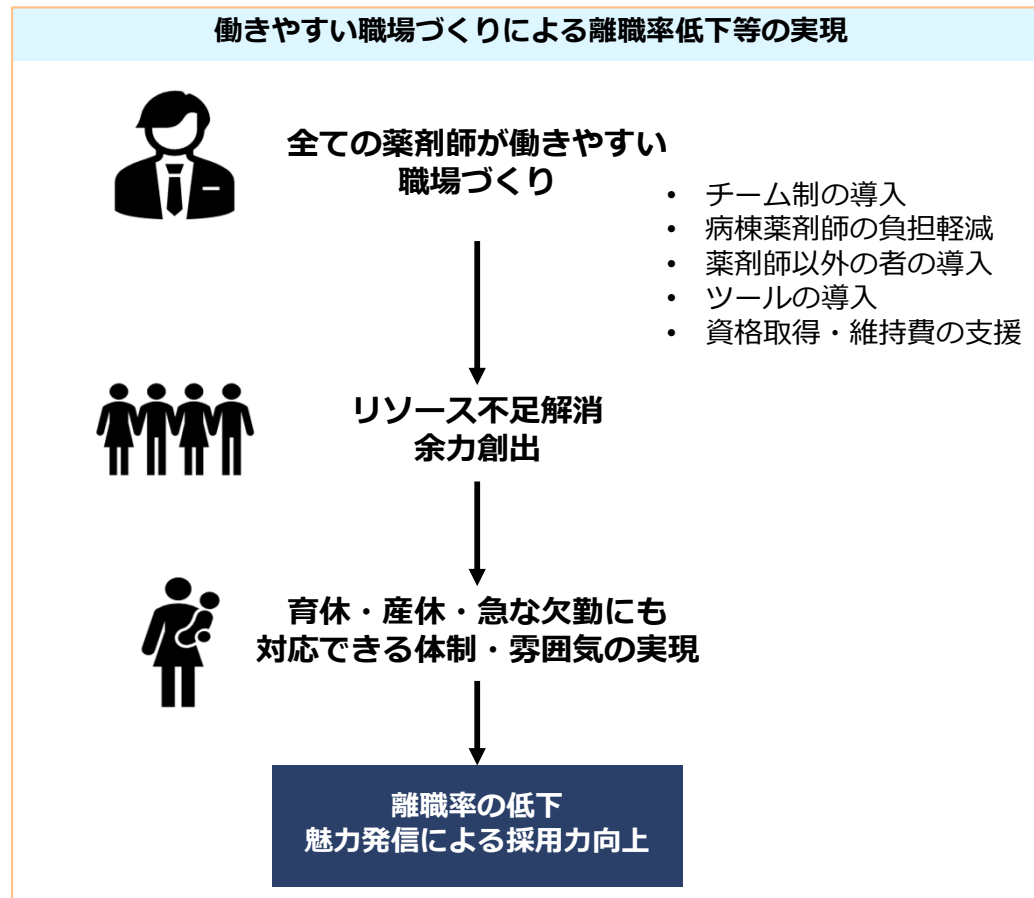 働きやすい職場づくりによる離職率低下等の実現
全ての薬剤師が働きやすい
職場づくり
• チーム制の導入
• 病棟薬剤師の負担軽減
• 薬剤師以外の者の導入
• ツールの導入
• 資格取得・維持費の支援
リソース不足解消
余力創出
育休・産休・急な欠勤にも
対応できる体制・雰囲気の実現
離職率の低下
魅力発信による採用力向上